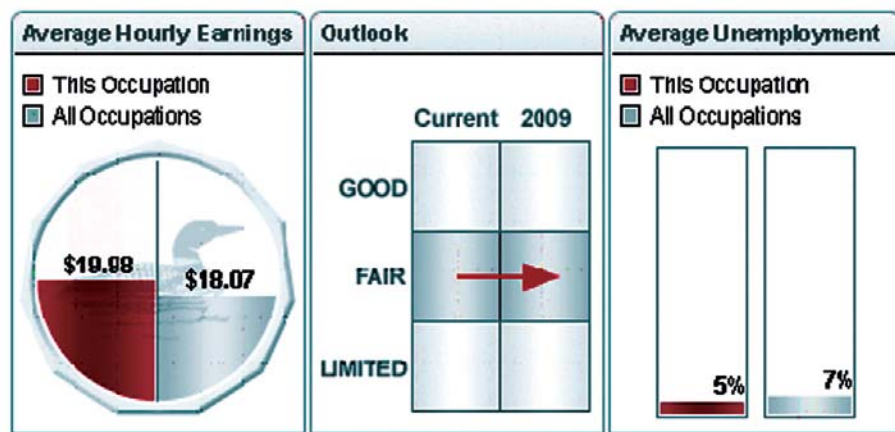 Average Hourly Earnings
This Occupation
All Occupations
$19.98
$18.07
Outlook
Current 2009
GOOD
FAIR
LIMITED
Average Unemployment
This Occupation
All Occupations
5%
7%